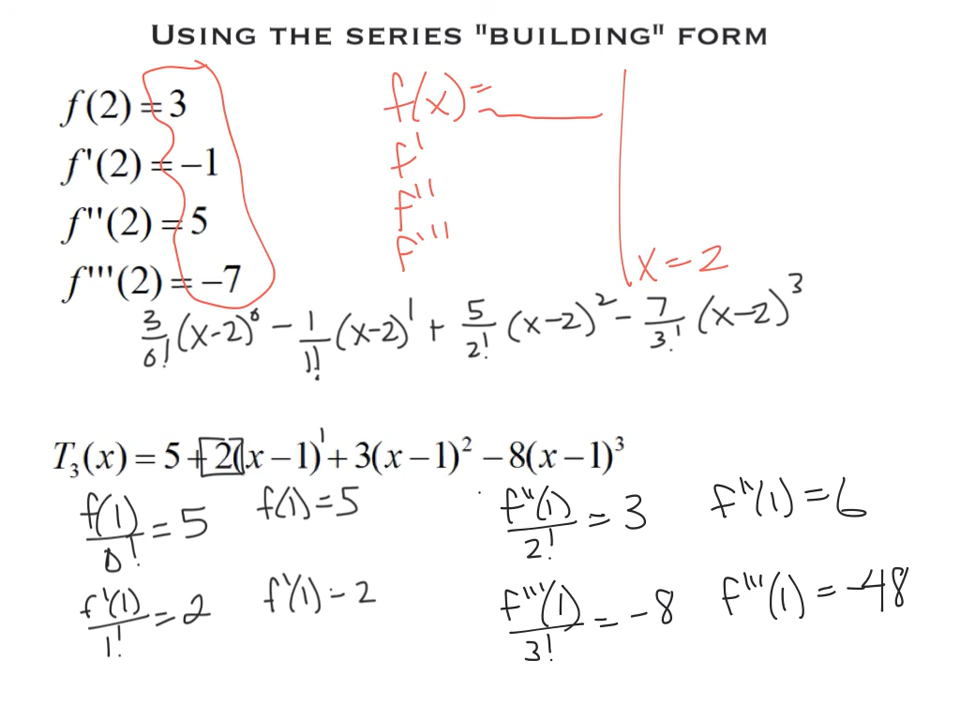 USING THE SERIES "BUILDING" FORM
f(2) = 3
f'(2) = −1
f''(2) = 5
f'''(2) = −7
f(x) = ____
f'
f''
f'''
x = 2
3/0! (x-2)^0 - 1/1! (x-2)^1 + 5/2! (x-2)^2 - 7/3! (x-2)^3
T₃(x) = 5 + 2(x − 1)^1 + 3(x − 1)² − 8(x − 1)³
f(1)/0! = 5 f(1) = 5
f'(1)/1! = 2 f'(1) = 2
f''(1)/2! = 3 f''(1) = 6
f'''(1)/3! = -8 f'''(1) = -48